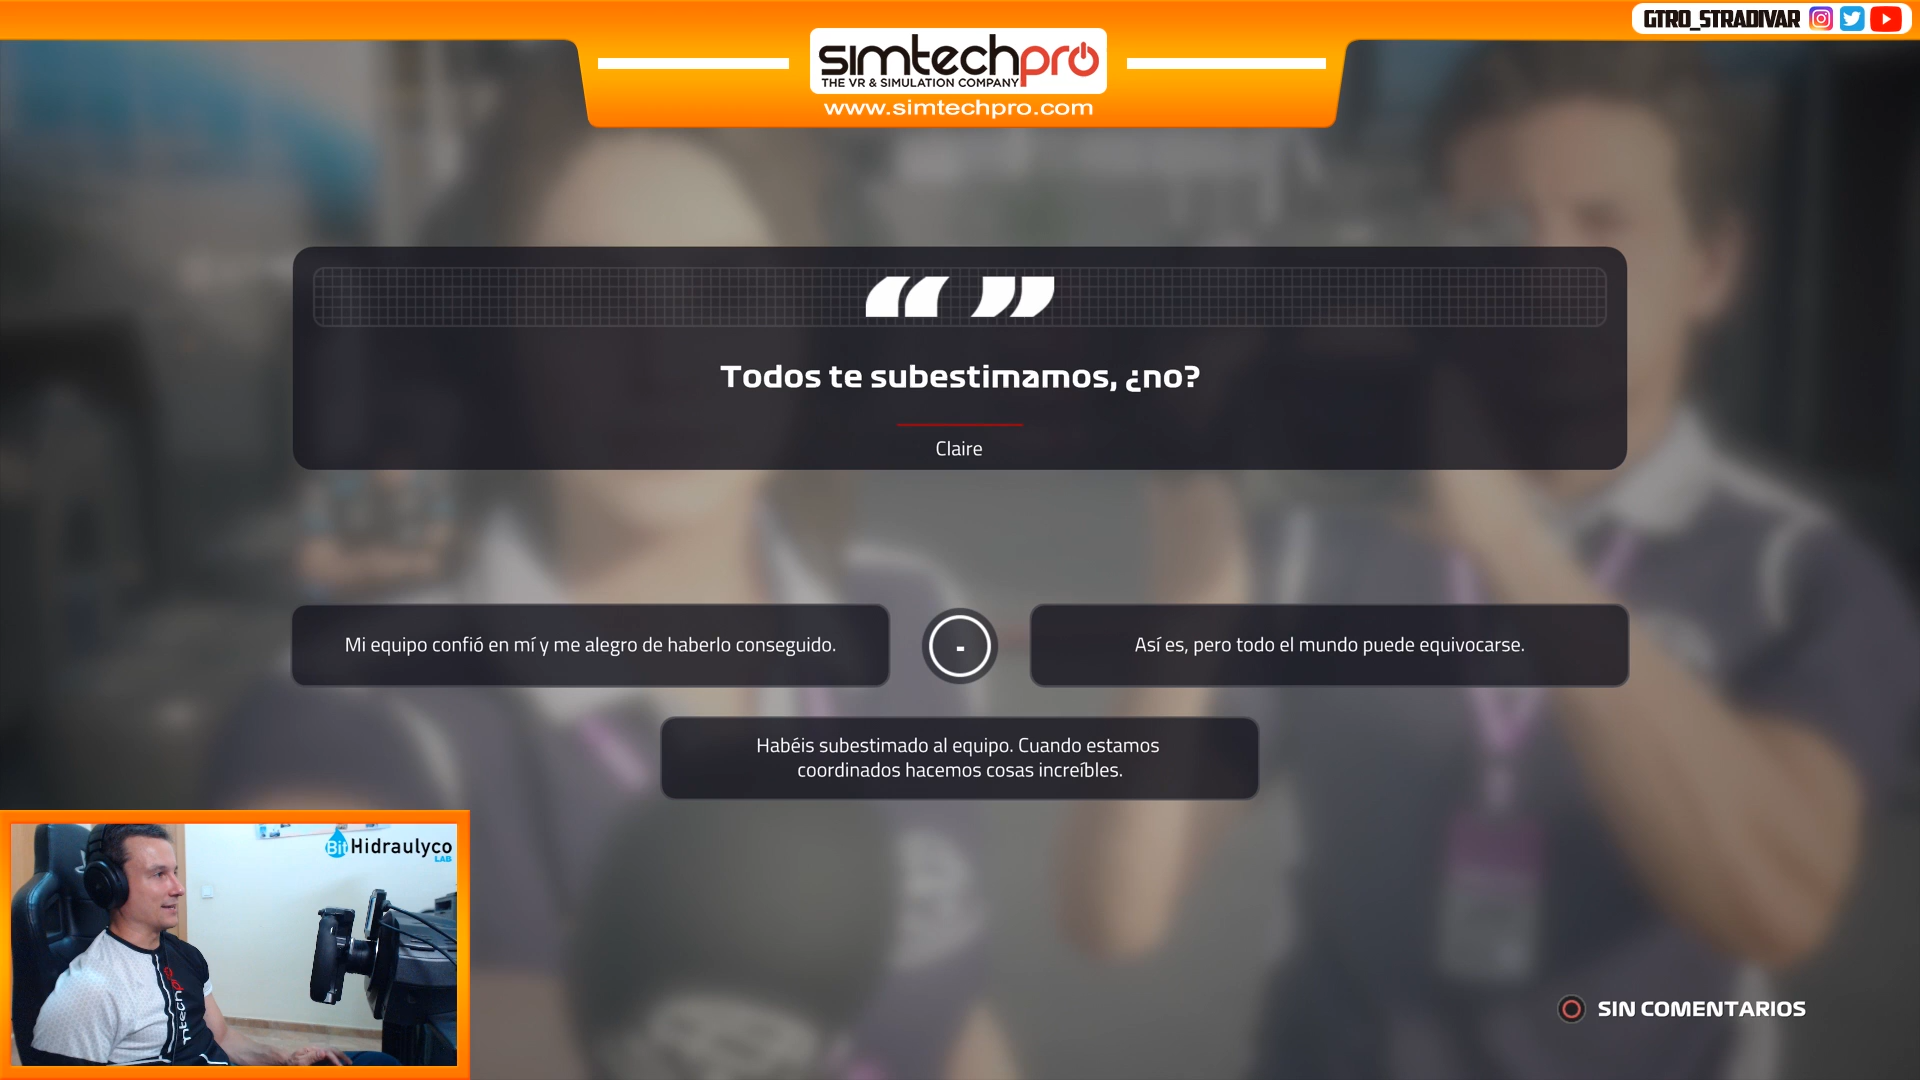 GTRO_STRADIVAR
simtechpro
THE VR & SIMULATION COMPANY
www.simtechpro.com
“ ”
Todos te subestimamos, ¿no?
Claire
Mi equipo confió en mí y me alegro de haberlo conseguido.
-
Así es, pero todo el mundo puede equivocarse.
Habéis subestimado al equipo. Cuando estamos
coordinados hacemos cosas increíbles.
BitHidraulyco
LAB
SIN COMENTARIOS